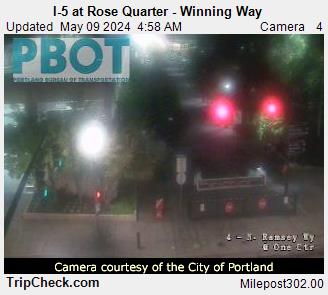 I-5 at Rose Quarter - Winning Way
Updated May 09 2024 4:58 AM Camera 4
PBOT
PORTLAND BUREAU OF TRANSPORTATION
4 - N. Ramsey Wy
@ One Ctr
Camera courtesy of the City of Portland
TripCheck.com Milepost302.00